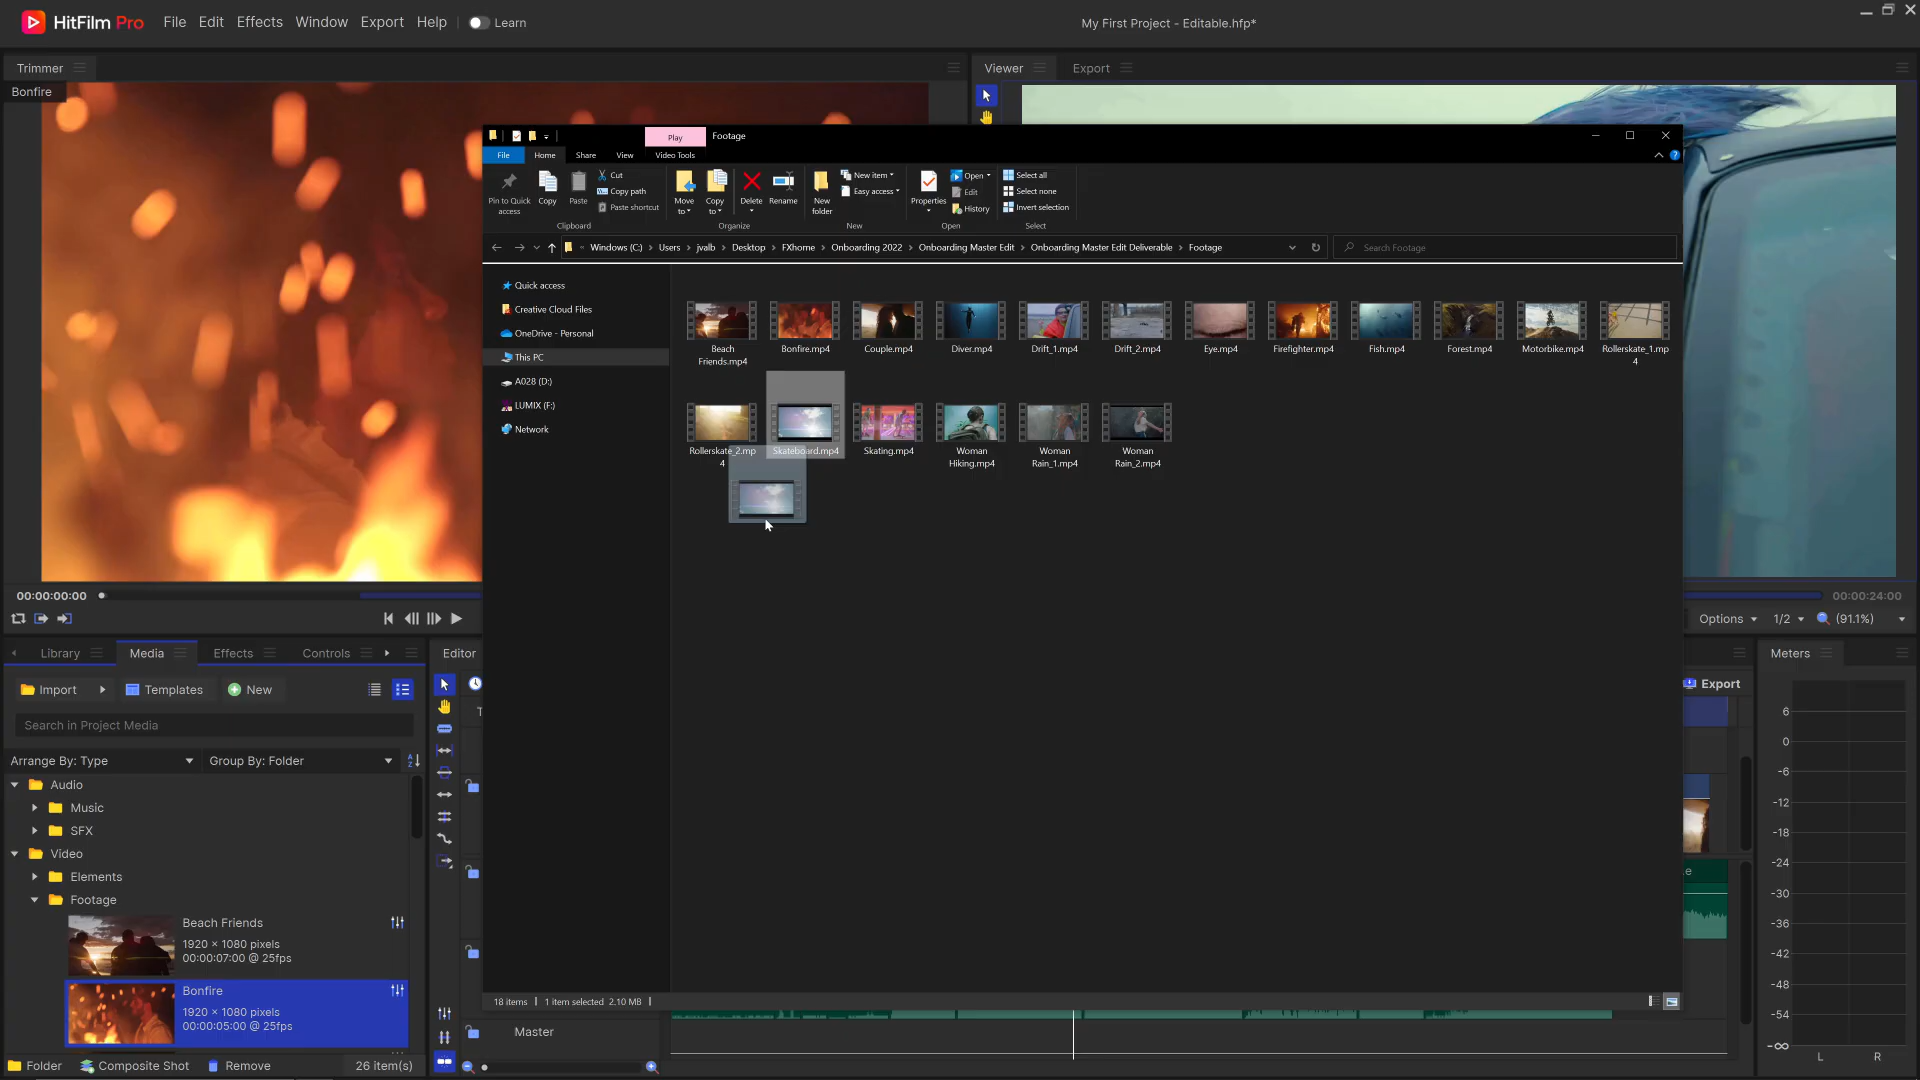 HitFilm Pro File Edit Effects Window Export Help Learn My First Project - Editable.hfp*
Trimmer
Viewer Export
Bonfire
Play Footage
File Home Share View Video Tools
Pin to Quick access
Copy
Paste
Cut
Copy path
Paste shortcut
Move to
Copy to
Delete
Rename
New folder
New item
Easy access
Properties
Open
Edit
History
Select all
Select none
Invert selection
Clipboard Organize New Open Select
« Windows (C:) > Users > jvalb > Desktop > FXhome > Onboarding 2022 > Onboarding Master Edit > Onboarding Master Edit Deliverable > Footage
Search Footage
Quick access
Creative Cloud Files
OneDrive - Personal
This PC
A028 (D:)
LUMIX (F:)
Network
Beach Friends.mp4
Bonfire.mp4
Couple.mp4
Diver.mp4
Drift_1.mp4
Drift_2.mp4
Eye.mp4
Firefighter.mp4
Fish.mp4
Forest.mp4
Motorbike.mp4
Rollerskate_1.mp4
Rollerskate_2.mp4
Skateboard.mp4
Skating.mp4
Woman Hiking.mp4
Woman Rain_1.mp4
Woman Rain_2.mp4
18 items 1 item selected 2.10 MB
00:00:00:00
00:00:24:00
Options 1/2 (91.1%)
Library Media Effects Controls
Editor
Meters
Import Templates New
Export
Search in Project Media
Arrange By: Type Group By: Folder
Audio
Music
SFX
Video
Elements
Footage
Beach Friends
1920 × 1080 pixels
00:00:07:00 @ 25fps
Bonfire
1920 × 1080 pixels
00:00:05:00 @ 25fps
Folder Composite Shot Remove 26 item(s)
Master
6
0
-6
-12
-18
-24
-30
-36
-42
-48
-54
-∞
L R